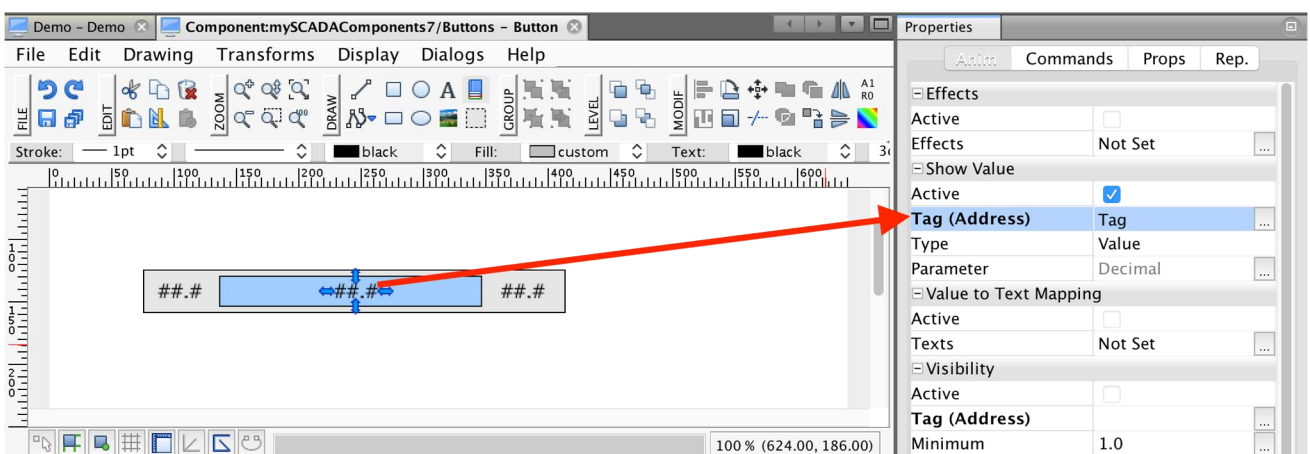 Demo – Demo
Component:mySCADAComponents7/Buttons – Button
Properties
File Edit Drawing Transforms Display Dialogs Help
Anim Commands Props Rep.
FILE
EDIT
ZOOM
DRAW
GROUP
LEVEL
MODIF
A1
R0
Stroke: 1pt black Fill: custom Text: black
0 50 100 150 200 250 300 350 400 450 500 550 600
100
150
200
##.# ##.# ##.#
100 % (624.00, 186.00)
Effects
Active
Effects Not Set ...
Show Value
Active
Tag (Address) Tag ...
Type Value
Parameter Decimal ...
Value to Text Mapping
Active
Texts Not Set ...
Visibility
Active
Tag (Address) ...
Minimum 1.0 ...